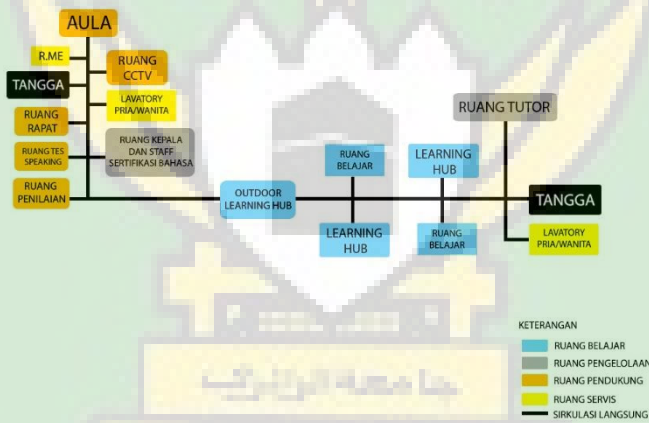 AULA
R.ME
RUANG
CCTV
TANGGA
LAVATORY
PRIA/WANITA
RUANG
RAPAT
RUANG TES
SPEAKING
RUANG KEPALA
DAN STAFF
SERTIFIKASI BAHASA
RUANG
PENILAIAN
OUTDOOR
LEARNING HUB
RUANG
BELAJAR
LEARNING
HUB
LEARNING
HUB
RUANG
BELAJAR
RUANG TUTOR
TANGGA
LAVATORY
PRIA/WANITA
KETERANGAN
RUANG BELAJAR
RUANG PENGELOLAAN
RUANG PENDUKUNG
RUANG SERVIS
SIRKULASI LANGSUNG